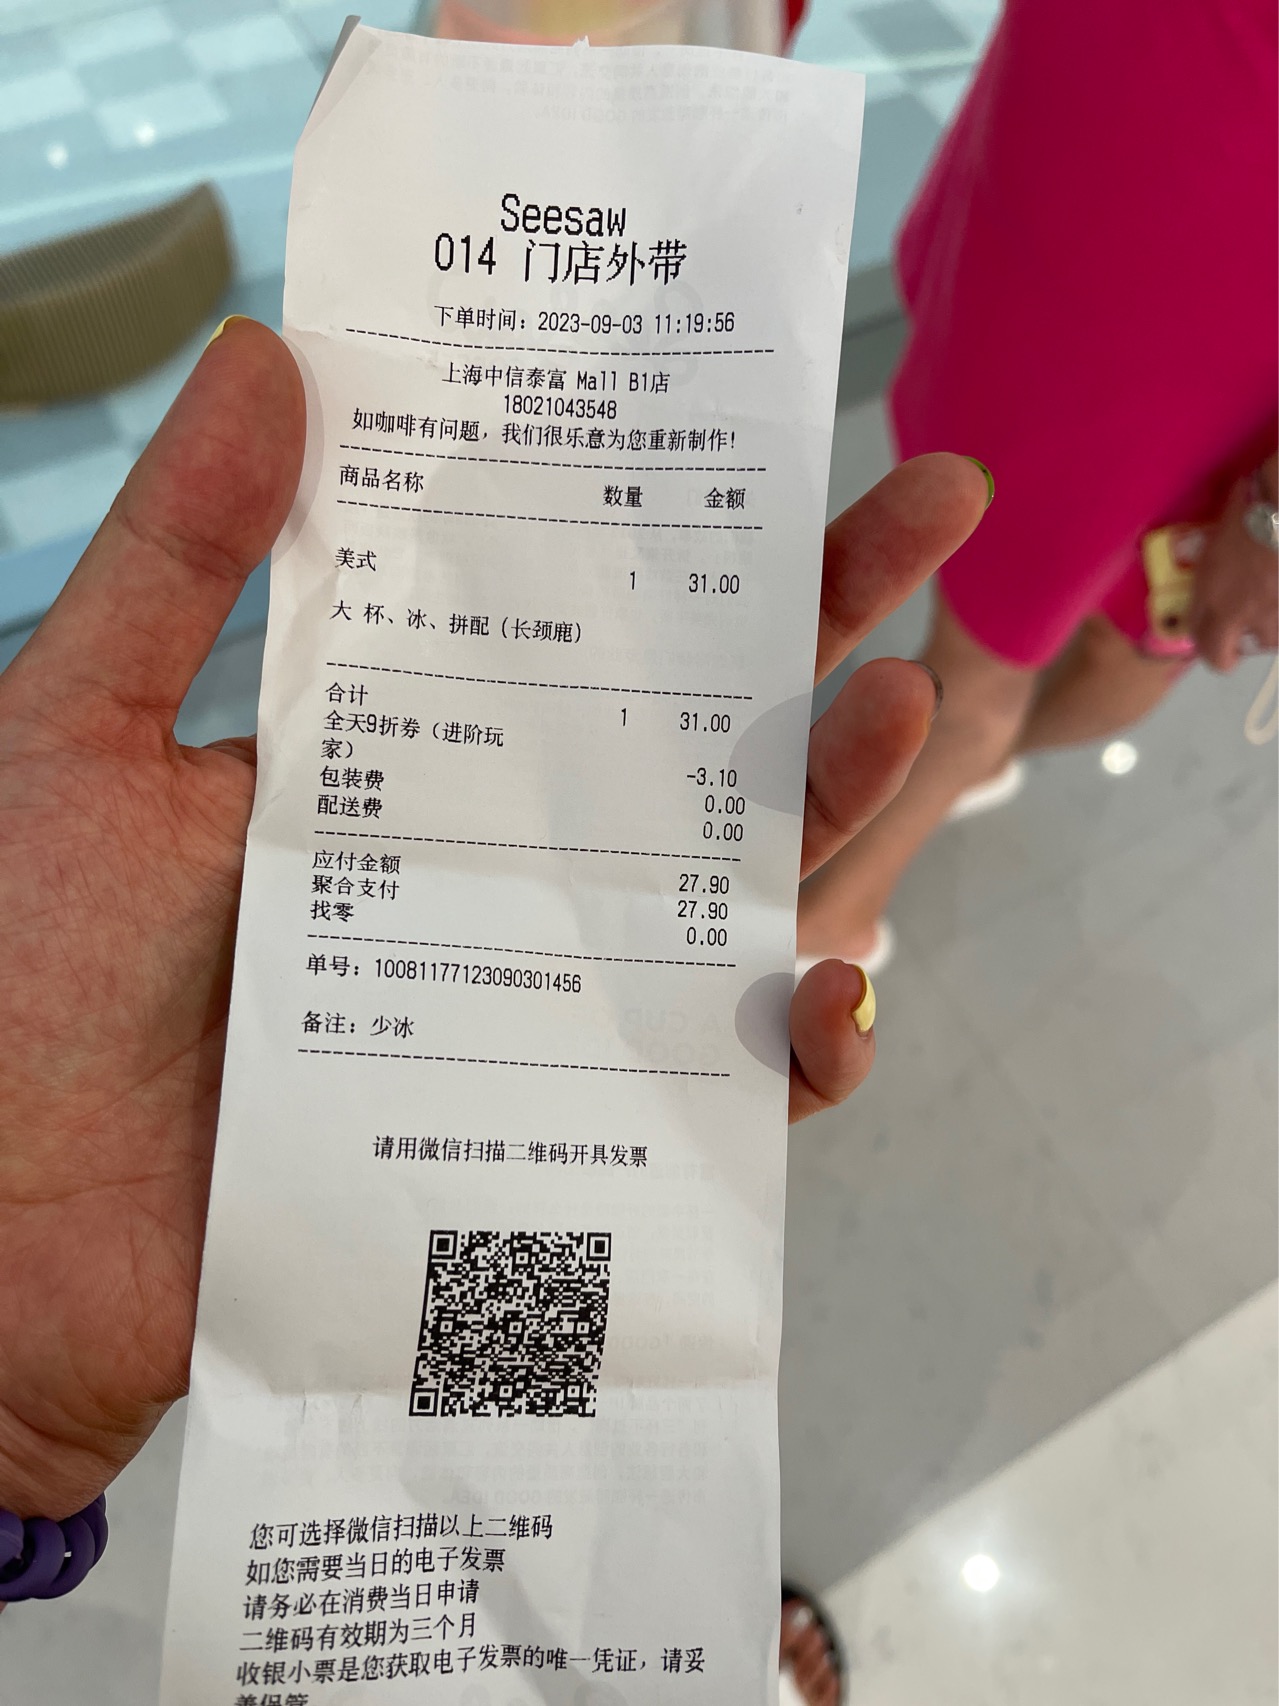 Seesaw
014 门店外带
下单时间：2023-09-03 11:19:56
上海中信泰富 Mall B1店
18021043548
如咖啡有问题，我们很乐意为您重新制作！
商品名称 数量 金额
美式 1 31.00
大 杯、冰、拼配（长颈鹿）
合计 1 31.00
全天9折券（进阶玩
家） -3.10
包装费 0.00
配送费 0.00
应付金额 27.90
聚合支付 27.90
找零 0.00
单号：10081177123090301456
备注：少冰
请用微信扫描二维码开具发票
您可选择微信扫描以上二维码
如您需要当日的电子发票
请务必在消费当日申请
二维码有效期为三个月
收银小票是您获取电子发票的唯一凭证，请妥
善保管